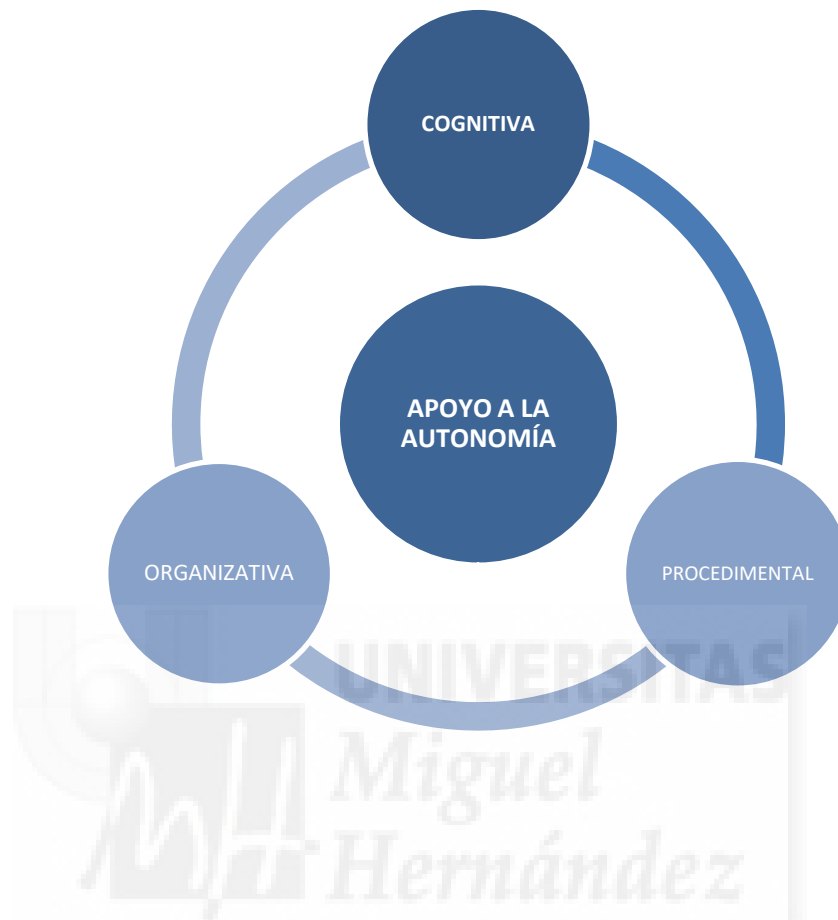 COGNITIVA
APOYO A LA
AUTONOMÍA
ORGANIZATIVA
PROCEDIMENTAL
UNIVERSITAS
Miguel
Hernández